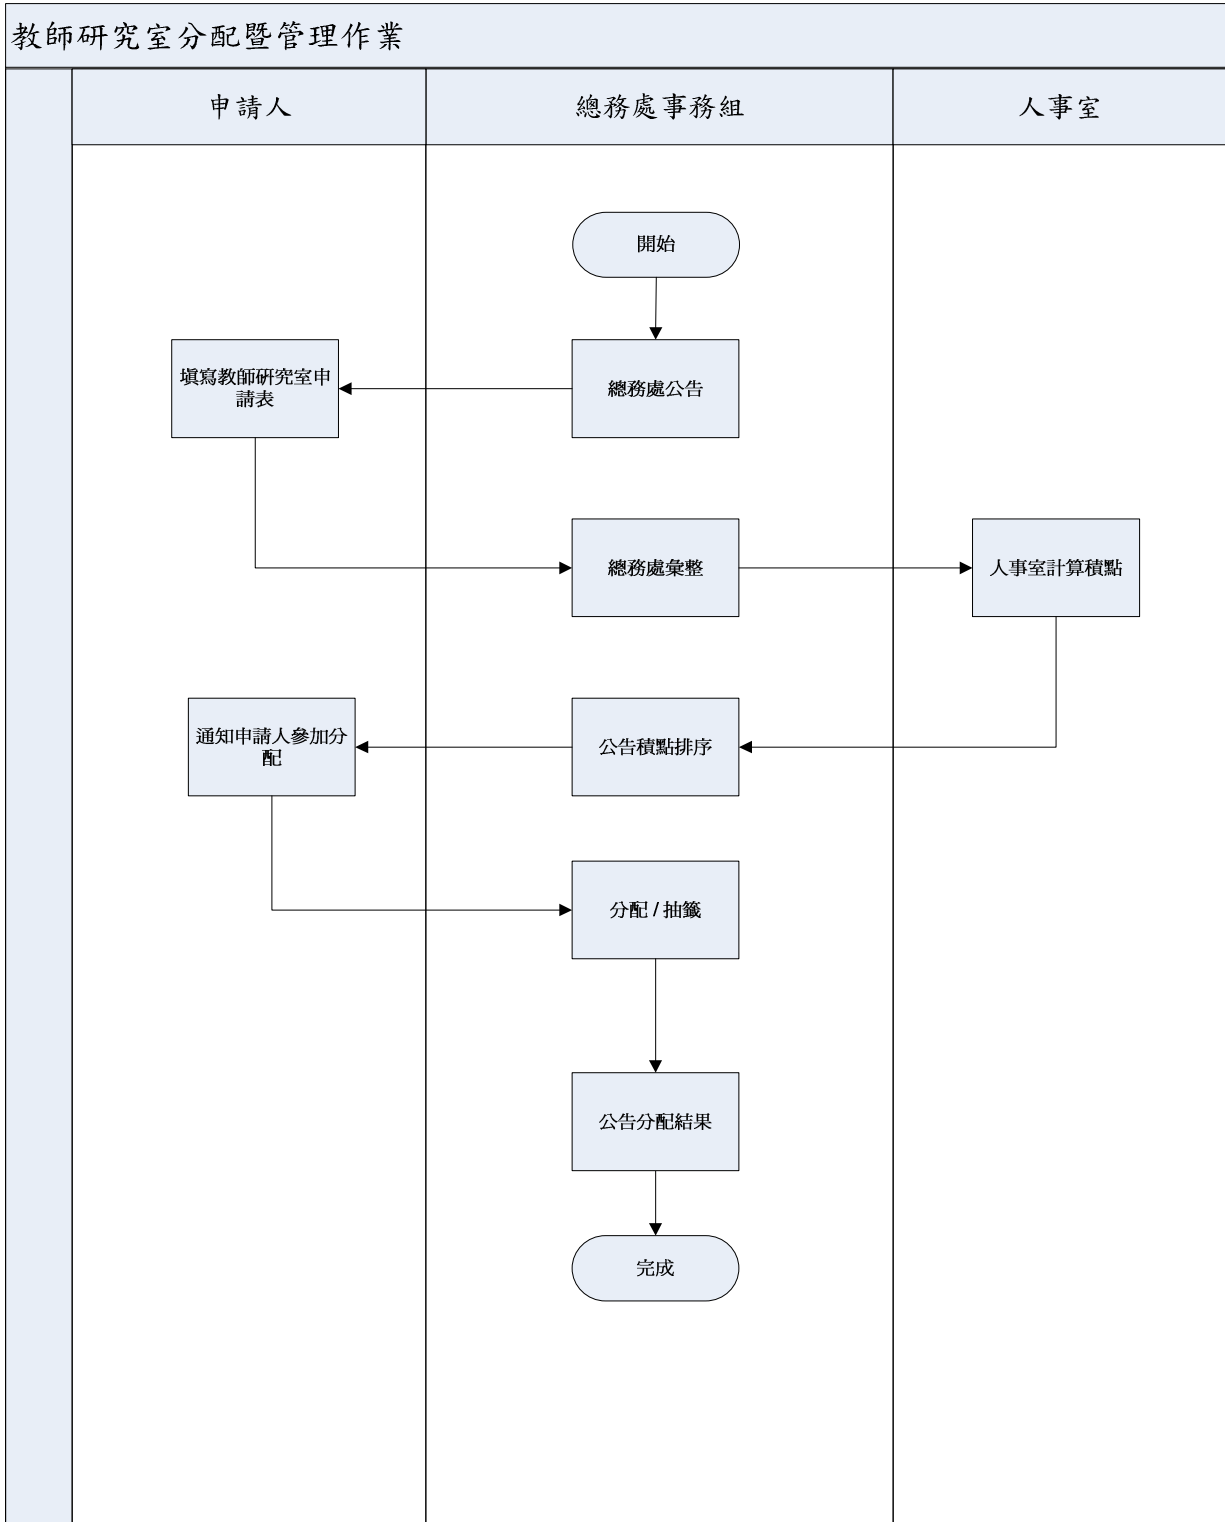 教師研究室分配暨管理作業
申請人
總務處事務組
人事室
開始
填寫教師研究室申
請表
總務處公告
總務處彙整
人事室計算積點
通知申請人參加分
配
公告積點排序
分配 / 抽籤
公告分配結果
完成